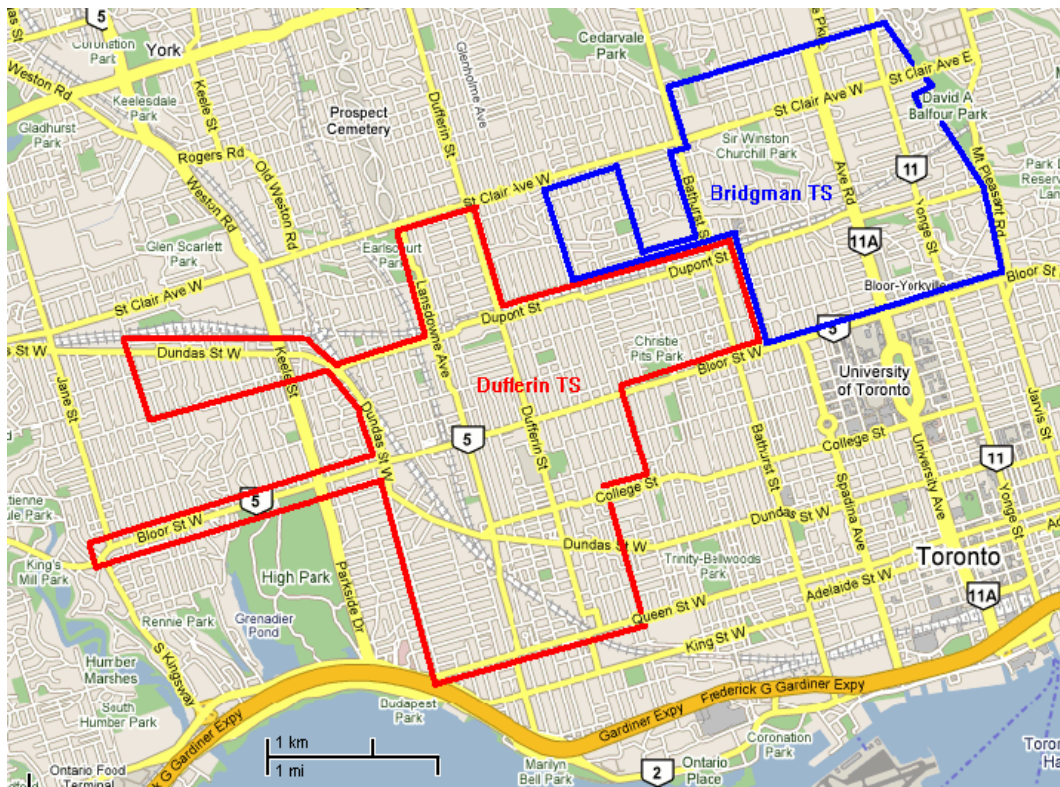 5
York
Coronation
Park
Weston Rd
Keele St
Keelesdale
Park
Gladhurst
Park
Rogers Rd
Weston Rd
Old Weston Rd
Prospect
Cemetery
Dufferin St
Glenholme Ave
Cedarvale
Park
St Clair Ave E
David A
Balfour Park
St Clair Ave W
Sir Winston
Churchill Park
Bridgman TS
Bathurst St
Ave Rd
11
Mt Pleasant Rd
Yonge St
St Clair Ave W
Glen Scarlett
Park
Earlscourt
Park
11A
Bloor-Yorkville
Bloor St
St Clair Ave W
Lansdowne Ave
Dupont St
Dupont St
5
St W
Dundas St W
Keele St
Jane St
Christie
Pits Park
Bloor St W
University
of Toronto
Dufferin TS
Dundas St W
Dufferin St
5
Bathurst St
College St
Jarvis St
11
University Ave
Spadina Ave
Yonge St
5
Bloor St W
College St
Dundas St W
Dundas St W
King's
Mill Park
High Park
Parkside Dr
Trinity-Bellwoods
Park
Toronto
Adelaide St W
11A
Queen St W
King St W
Rennie Park
Grenadier
Pond
S Kingsway
Humber
Marshes
South
Humber Park
Budapest
Park
Frederick G Gardiner Expy
Gardiner Expy
G Gardiner Expy
1 km
1 mi
Coronation
Park
Marilyn
Bell Park
2
Ontario
Place
Ontario Food
Terminal